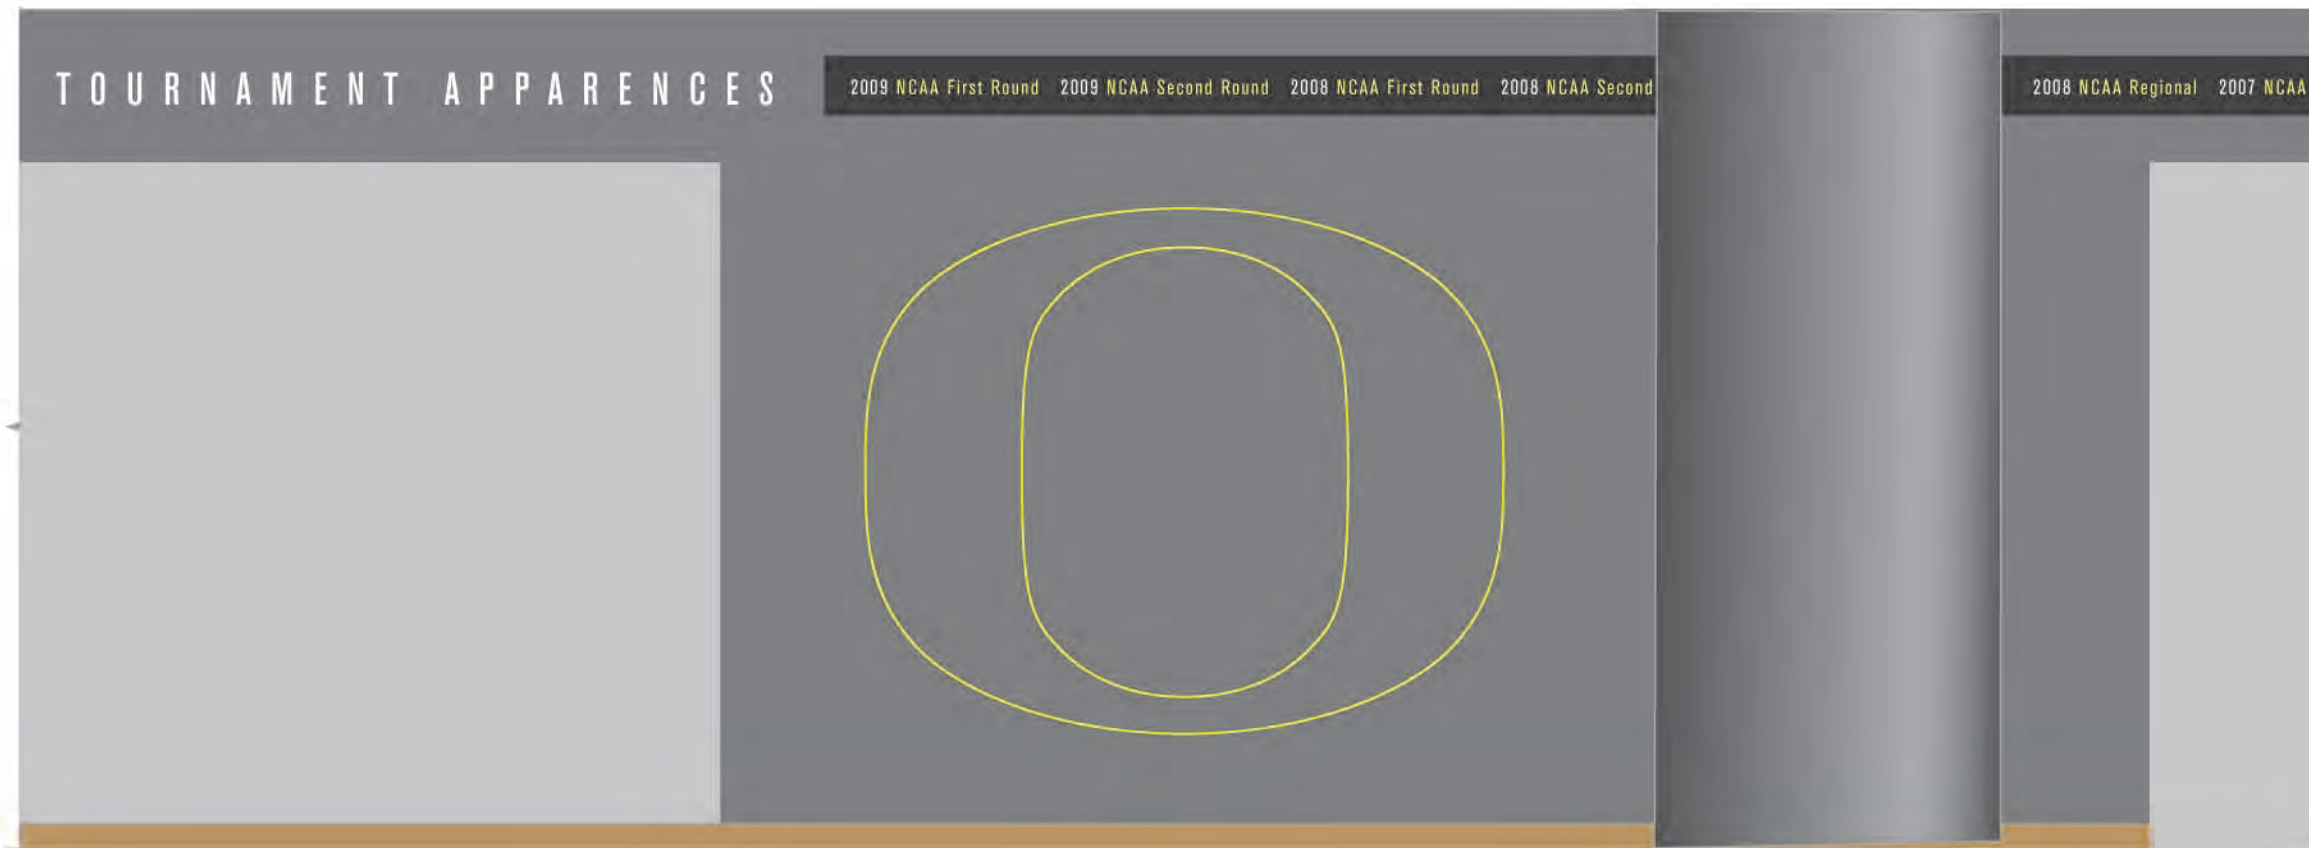 TOURNAMENT APPARENCES
2009 NCAA First Round 2009 NCAA Second Round 2008 NCAA First Round 2008 NCAA Second
2008 NCAA Regional 2007 NCAA
O